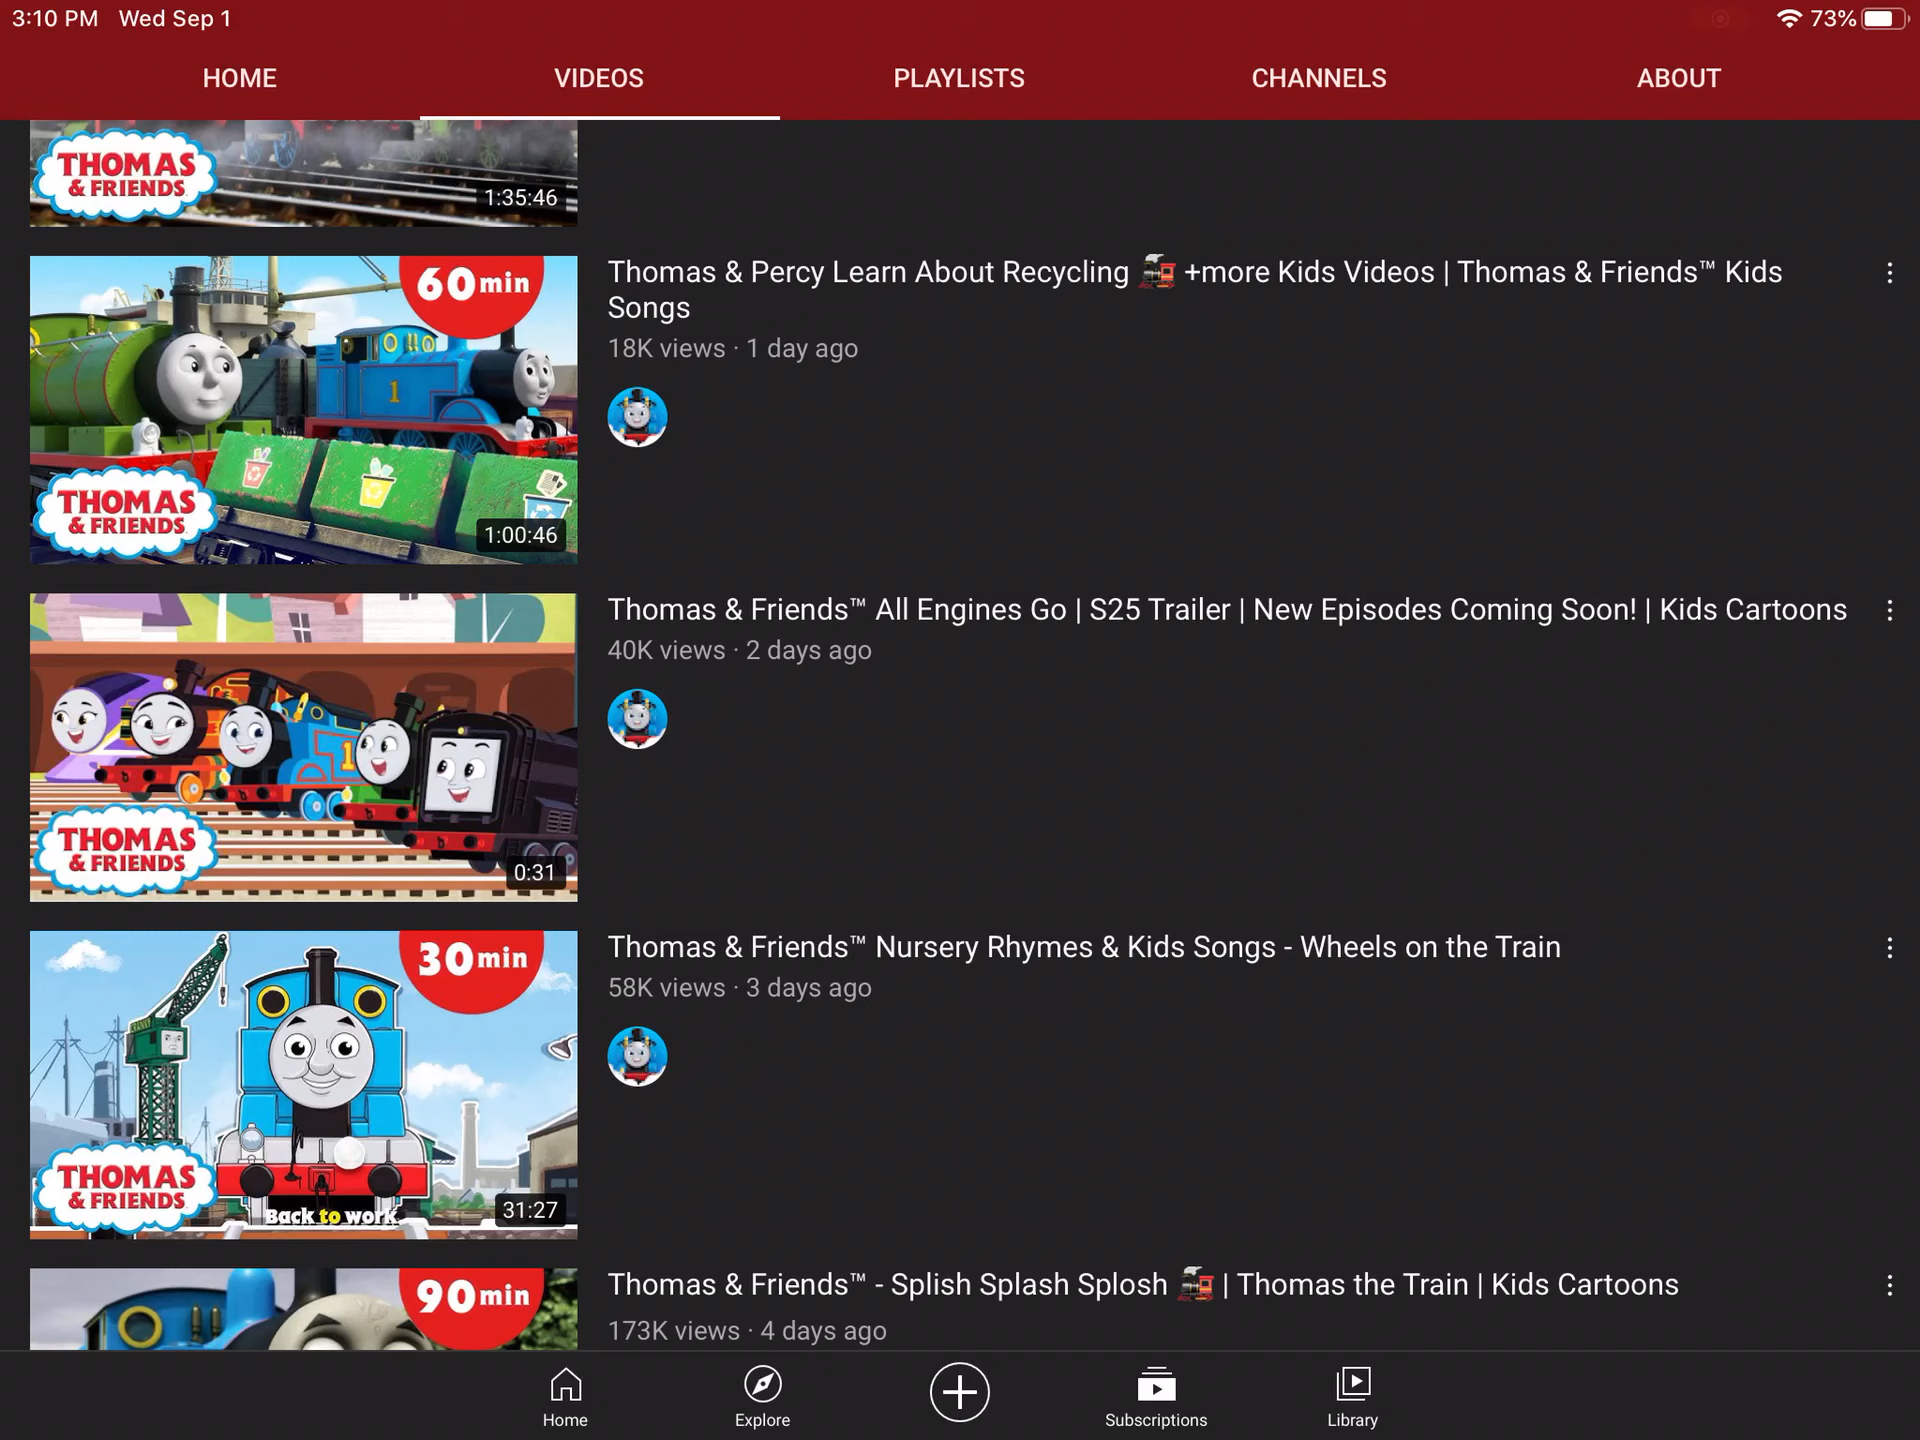 3:10 PM Wed Sep 1
73%
HOME VIDEOS PLAYLISTS CHANNELS ABOUT
THOMAS
& FRIENDS
1:35:46
60min
1
THOMAS
& FRIENDS
1:00:46
Thomas & Percy Learn About Recycling 🚂 +more Kids Videos | Thomas & Friends™ Kids
Songs
18K views · 1 day ago
1
THOMAS
& FRIENDS
0:31
Thomas & Friends™ All Engines Go | S25 Trailer | New Episodes Coming Soon! | Kids Cartoons
40K views · 2 days ago
30min
CRANKY
THOMAS
& FRIENDS
Back to work
31:27
Thomas & Friends™ Nursery Rhymes & Kids Songs - Wheels on the Train
58K views · 3 days ago
90min
Thomas & Friends™ - Splish Splash Splosh 🚂 | Thomas the Train | Kids Cartoons
173K views · 4 days ago
Home Explore Subscriptions Library